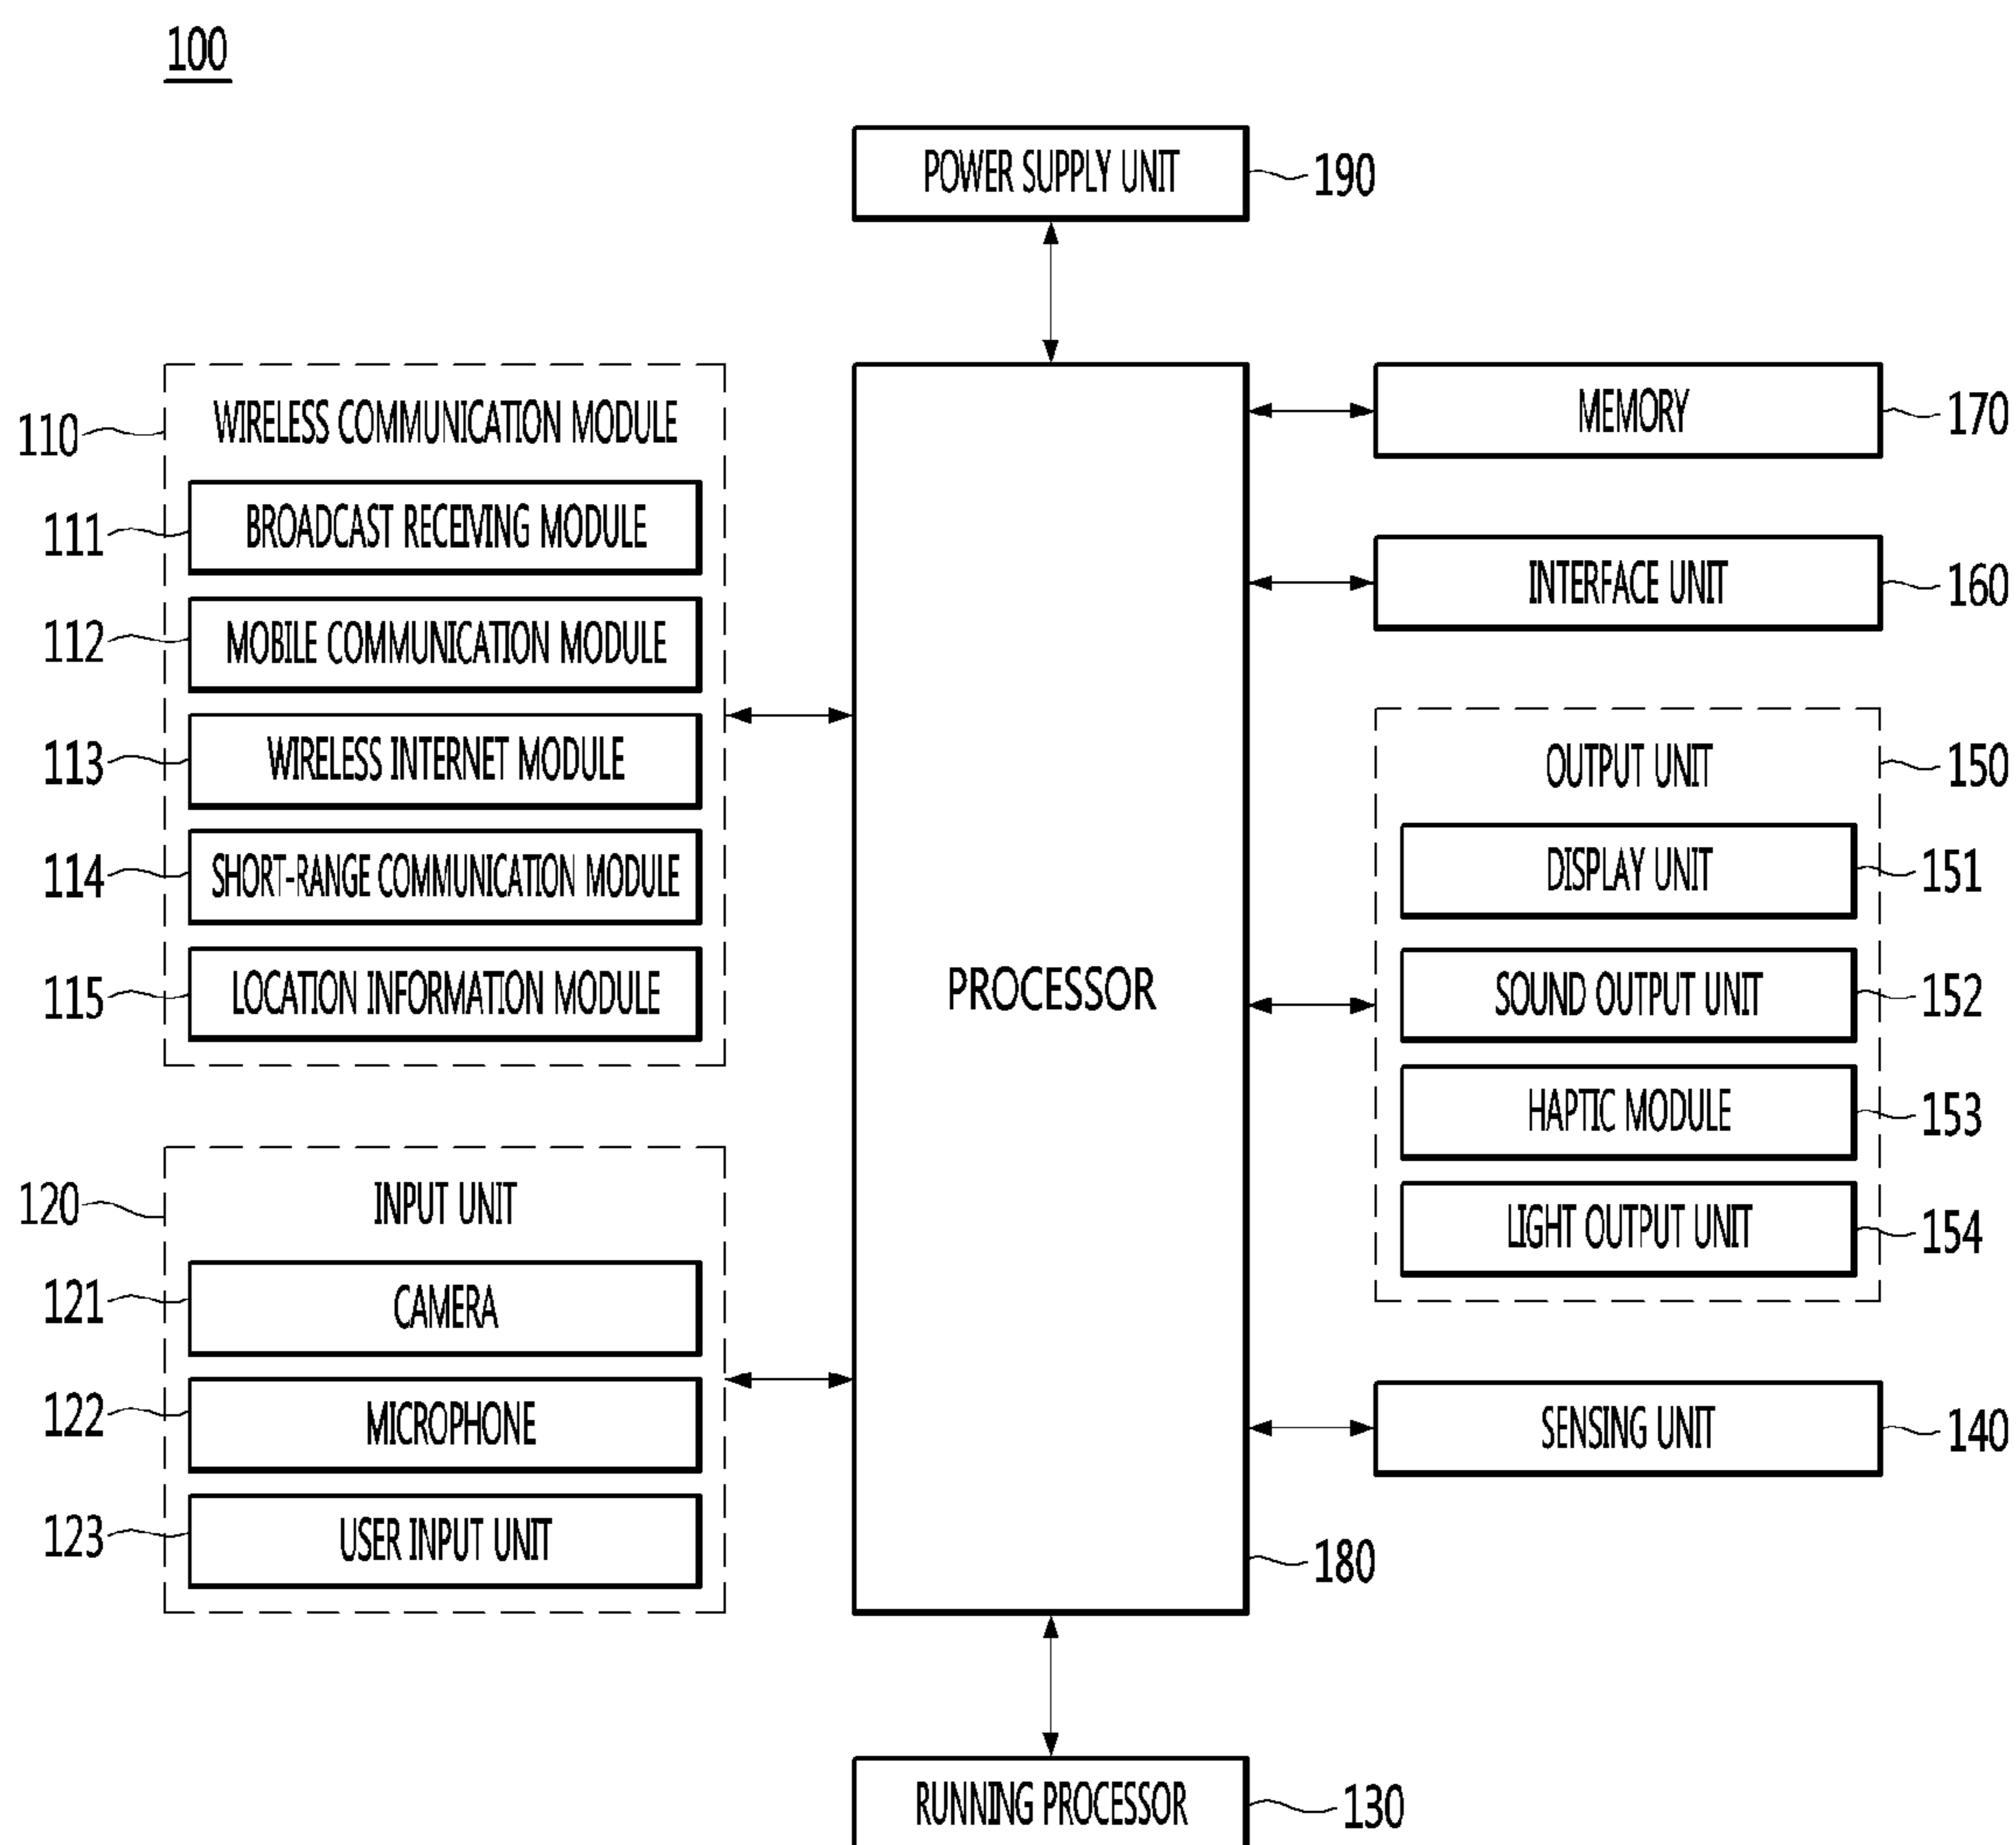 100
POWER SUPPLY UNIT
190
110
WIRELESS COMMUNICATION MODULE
111
BROADCAST RECEIVING MODULE
112
MOBILE COMMUNICATION MODULE
113
WIRELESS INTERNET MODULE
114
SHORT-RANGE COMMUNICATION MODULE
115
LOCATION INFORMATION MODULE
120
INPUT UNIT
121
CAMERA
122
MICROPHONE
123
USER INPUT UNIT
PROCESSOR
180
MEMORY
170
INTERFACE UNIT
160
OUTPUT UNIT
150
DISPLAY UNIT
151
SOUND OUTPUT UNIT
152
HAPTIC MODULE
153
LIGHT OUTPUT UNIT
154
SENSING UNIT
140
RUNNING PROCESSOR
130